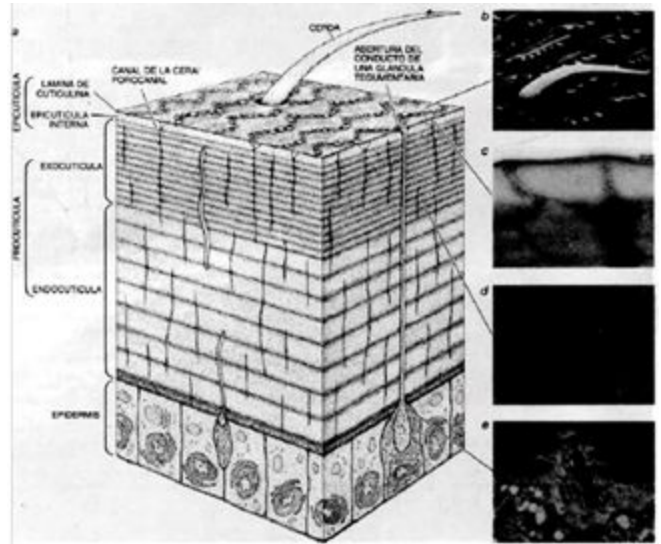 a
CERDA
CANAL DE LA CERA/
POROCANAL
ABERTURA DEL
CONDUCTO DE
UNA GLANDULA
TEGUMENTARIA
b
EPICUTICULA
LAMINA DE
CUTICULINA
EPICUTICULA
INTERNA
c
PROCUTICULA
EXOCUTICULA
ENDOCUTICULA
d
EPIDERMIS
e